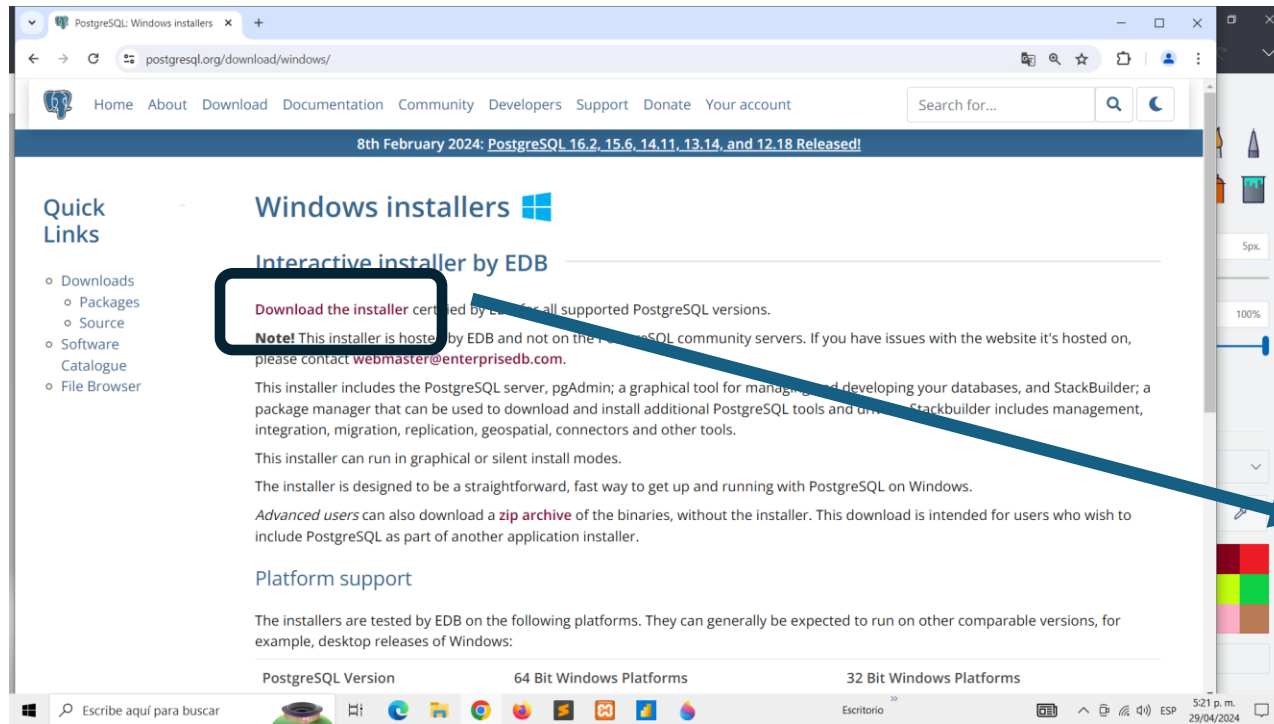 PostgreSQL: Windows installers
postgresql.org/download/windows/
Home About Download Documentation Community Developers Support Donate Your account Search for...
8th February 2024: PostgreSQL 16.2, 15.6, 14.11, 13.14, and 12.18 Released!
Quick
Links
Downloads
Packages
Source
Software
Catalogue
File Browser
Windows installers
Interactive installer by EDB
Download the installer certified by EDB for all supported PostgreSQL versions.
Note! This installer is hosted by EDB and not on the PostgreSQL community servers. If you have issues with the website it's hosted on,
please contact webmaster@enterprisedb.com.
This installer includes the PostgreSQL server, pgAdmin; a graphical tool for managing and developing your databases, and StackBuilder; a
package manager that can be used to download and install additional PostgreSQL tools and drivers. Stackbuilder includes management,
integration, migration, replication, geospatial, connectors and other tools.
This installer can run in graphical or silent install modes.
The installer is designed to be a straightforward, fast way to get up and running with PostgreSQL on Windows.
Advanced users can also download a zip archive of the binaries, without the installer. This download is intended for users who wish to
include PostgreSQL as part of another application installer.
Platform support
The installers are tested by EDB on the following platforms. They can generally be expected to run on other comparable versions, for
example, desktop releases of Windows:
PostgreSQL Version 64 Bit Windows Platforms 32 Bit Windows Platforms
5px.
100%
Escribe aquí para buscar
Escritorio
ESP
5:21 p. m.
29/04/2024